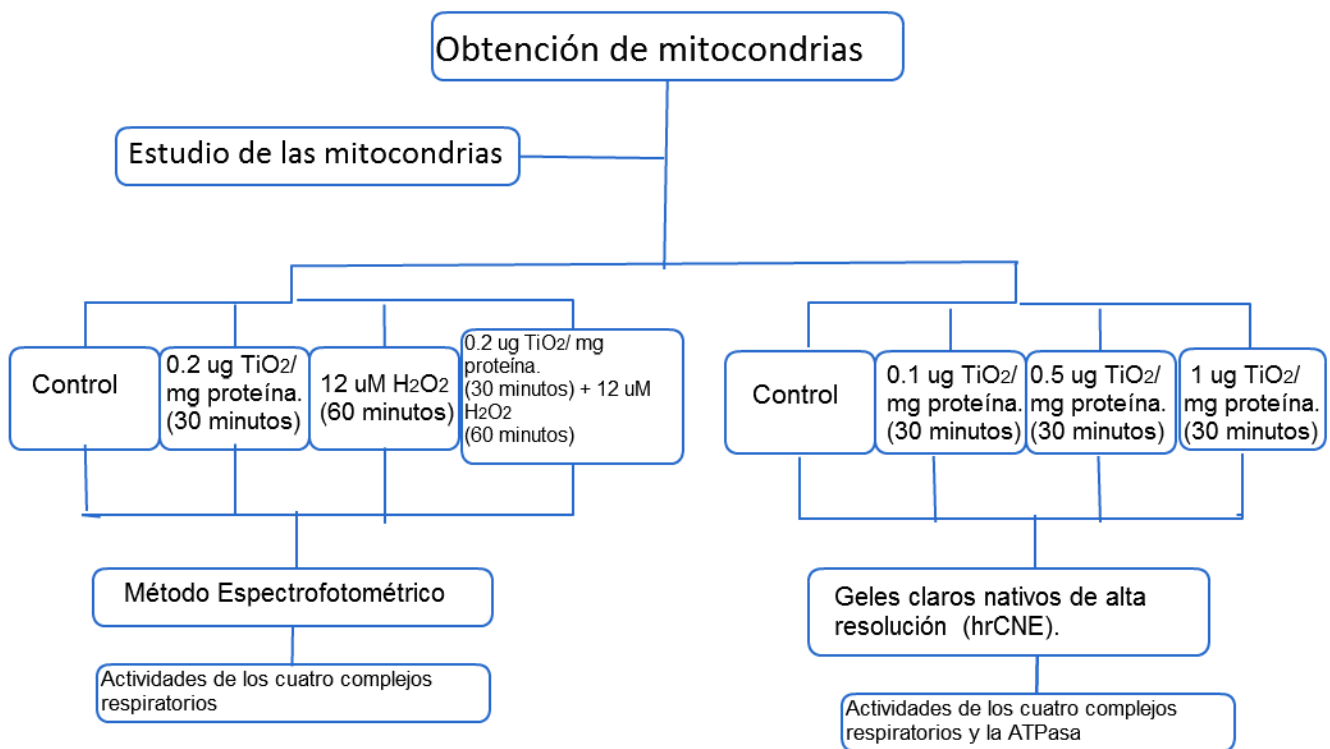 Obtención de mitocondrias
Estudio de las mitocondrias
Control
0.2 ug TiO2/
mg proteína.
(30 minutos)
12 uM H2O2
(60 minutos)
0.2 ug TiO2/ mg
proteína.
(30 minutos) + 12 uM
H2O2
(60 minutos)
Control
0.1 ug TiO2/
mg proteína.
(30 minutos)
0.5 ug TiO2/
mg proteína.
(30 minutos)
1 ug TiO2/
mg proteína.
(30 minutos)
Método Espectrofotométrico
Actividades de los cuatro complejos
respiratorios
Geles claros nativos de alta
resolución (hrCNE).
Actividades de los cuatro complejos
respiratorios y la ATPasa